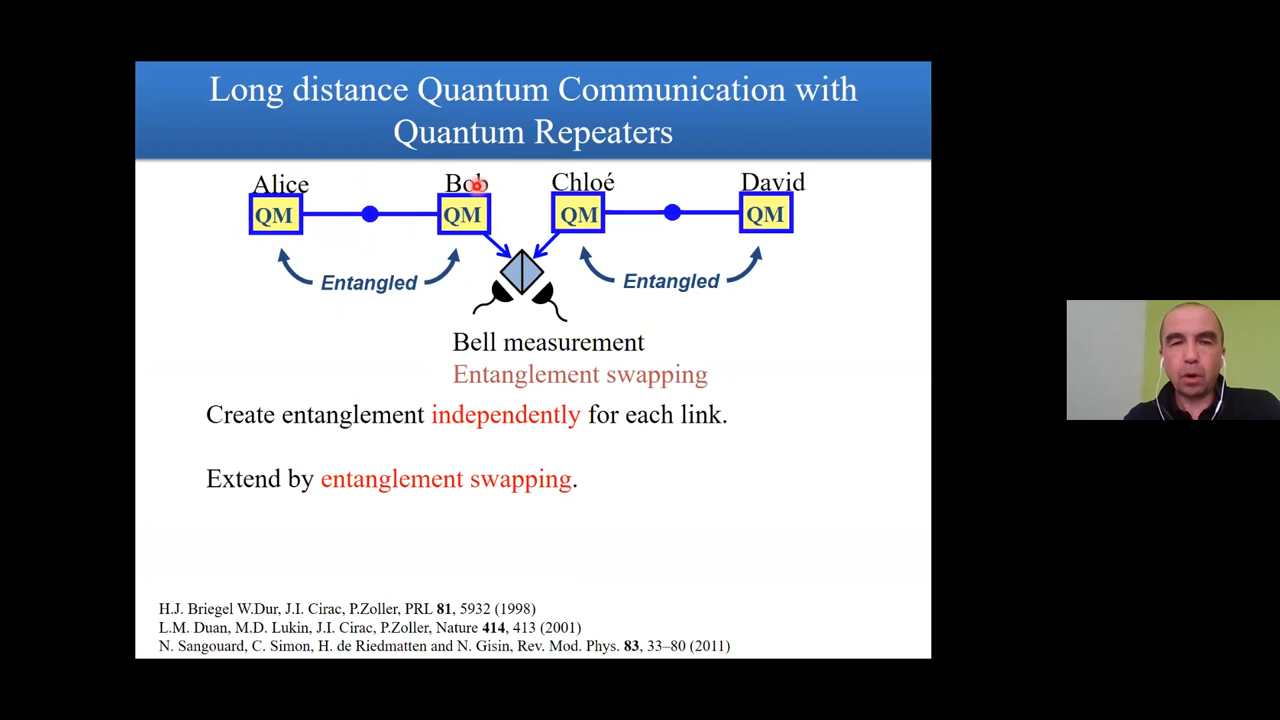 Long distance Quantum Communication with
Quantum Repeaters
Alice Bob Chloé David
QM QM QM QM
Entangled Entangled
Bell measurement
Entanglement swapping
Create entanglement independently for each link.
Extend by entanglement swapping.
H.J. Briegel W.Dur, J.I. Cirac, P.Zoller, PRL 81, 5932 (1998)
L.M. Duan, M.D. Lukin, J.I. Cirac, P.Zoller, Nature 414, 413 (2001)
N. Sangouard, C. Simon, H. de Riedmatten and N. Gisin, Rev. Mod. Phys. 83, 33–80 (2011)